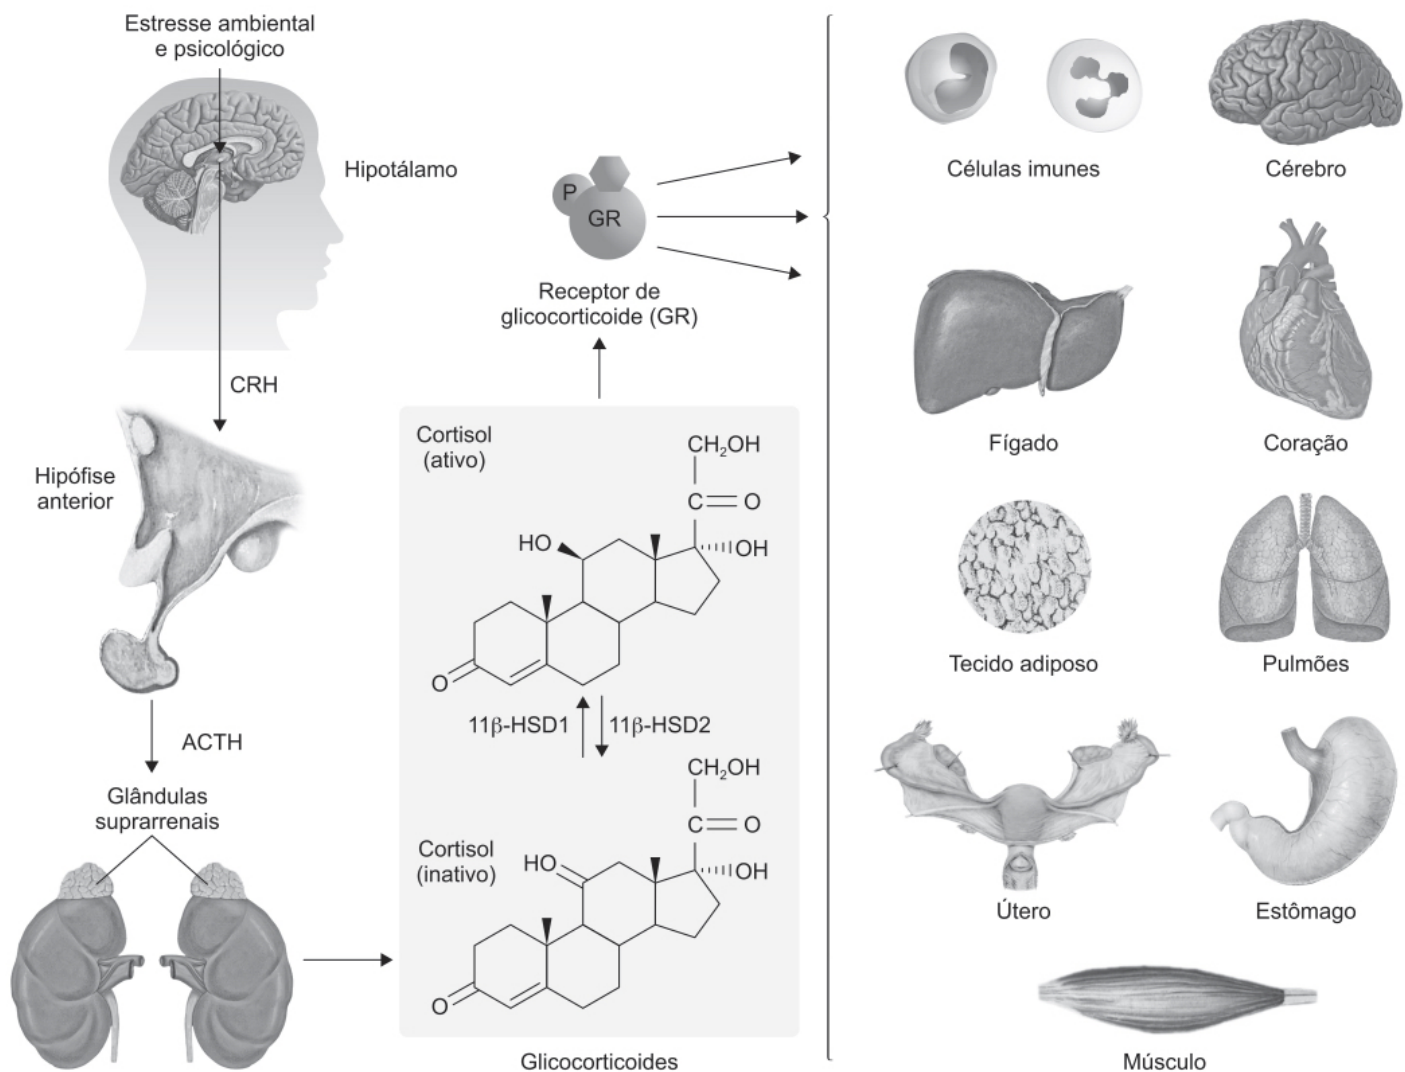 Estresse ambiental
e psicológico
Hipotálamo
CRH
Hipófise
anterior
ACTH
Glândulas
suprarrenais
P
GR
Receptor de
glicocorticoide (GR)
Cortisol
(ativo)
CH₂OH
C
O
HO
OH
O
11β-HSD1
11β-HSD2
CH₂OH
C
O
Cortisol
(inativo)
HO
OH
O
Glicocorticoides
Células imunes
Cérebro
Fígado
Coração
Tecido adiposo
Pulmões
Útero
Estômago
Músculo